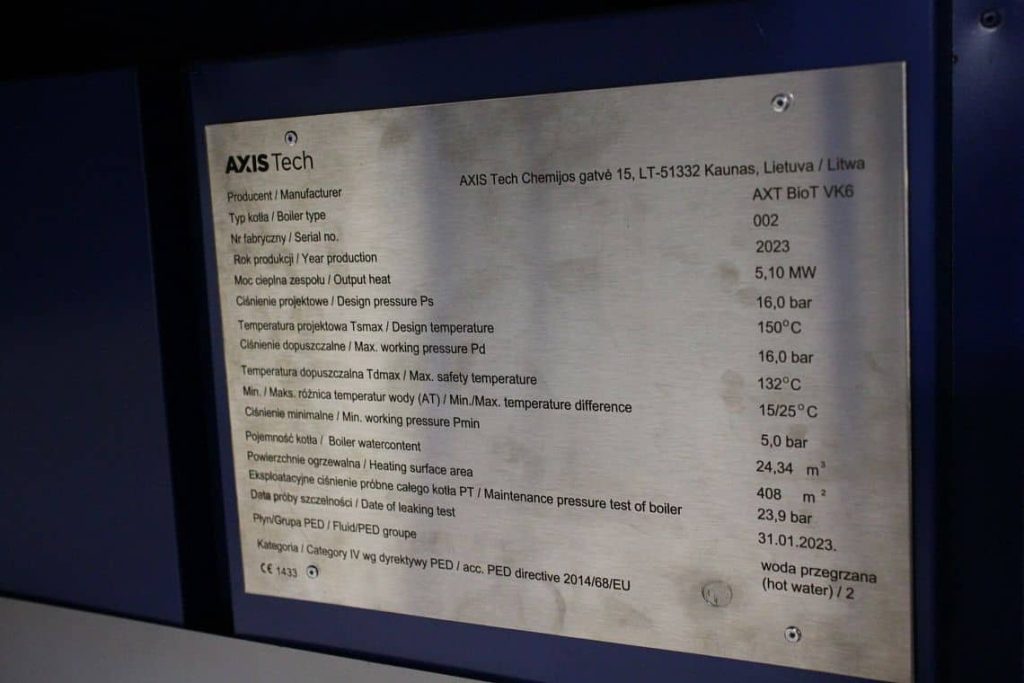 AXIS Tech
Producent / Manufacturer AXIS Tech Chemijos gatvė 15, LT-51332 Kaunas, Lietuva / Litwa
Typ kotła / Boiler type AXT BioT VK6
Nr fabryczny / Serial no. 002
Rok produkcji / Year production 2023
Moc cieplna zespołu / Output heat 5,10 MW
Ciśnienie projektowe / Design pressure Ps 16,0 bar
Temperatura projektowa Tsmax / Design temperature 150°C
Ciśnienie dopuszczalne / Max. working pressure Pd 16,0 bar
Temperatura dopuszczalna Tdmax / Max. safety temperature 132°C
Min. / Maks. różnica temperatur wody (AT) / Min./Max. temperature difference 15/25°C
Ciśnienie minimalne / Min. working pressure Pmin 5,0 bar
Pojemność kotła / Boiler watercontent 24,34 m³
Powierzchnie ogrzewalna / Heating surface area 408 m²
Eksploatacyjne ciśnienie próbne całego kotła PT / Maintenance pressure test of boiler 23,9 bar
Data próby szczelności / Date of leaking test 31.01.2023.
Płyn/Grupa PED / Fluid/PED groupe woda przegrzana
(hot water) / 2
Kategoria / Category IV wg dyrektywy PED / acc. PED directive 2014/68/EU
CE 1433